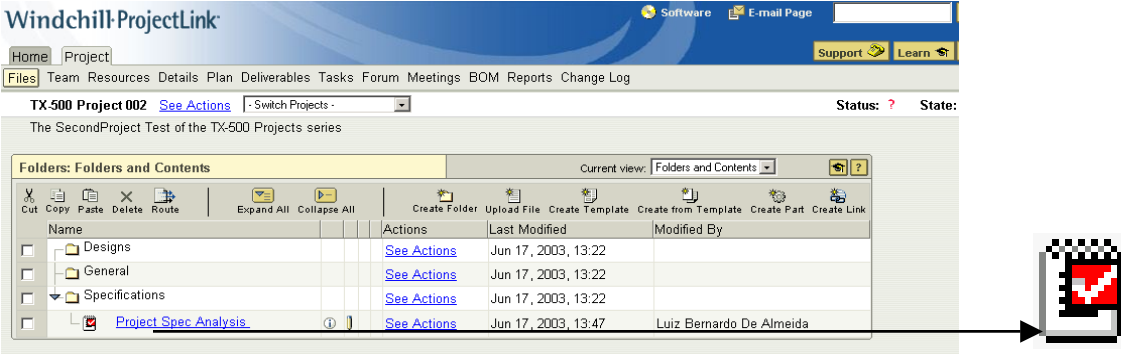 Windchill ProjectLink
Software E-mail Page
Home Project
Support Learn
Files Team Resources Details Plan Deliverables Tasks Forum Meetings BOM Reports Change Log
TX-500 Project 002 See Actions - Switch Projects - Status: ? State:
The SecondProject Test of the TX-500 Projects series
Folders: Folders and Contents Current view: Folders and Contents ?
Cut Copy Paste Delete Route Expand All Collapse All Create Folder Upload File Create Template Create from Template Create Part Create Link
Name Actions Last Modified Modified By
Designs See Actions Jun 17, 2003, 13:22
General See Actions Jun 17, 2003, 13:22
Specifications See Actions Jun 17, 2003, 13:22
Project Spec Analysis See Actions Jun 17, 2003, 13:47 Luiz Bernardo De Almeida